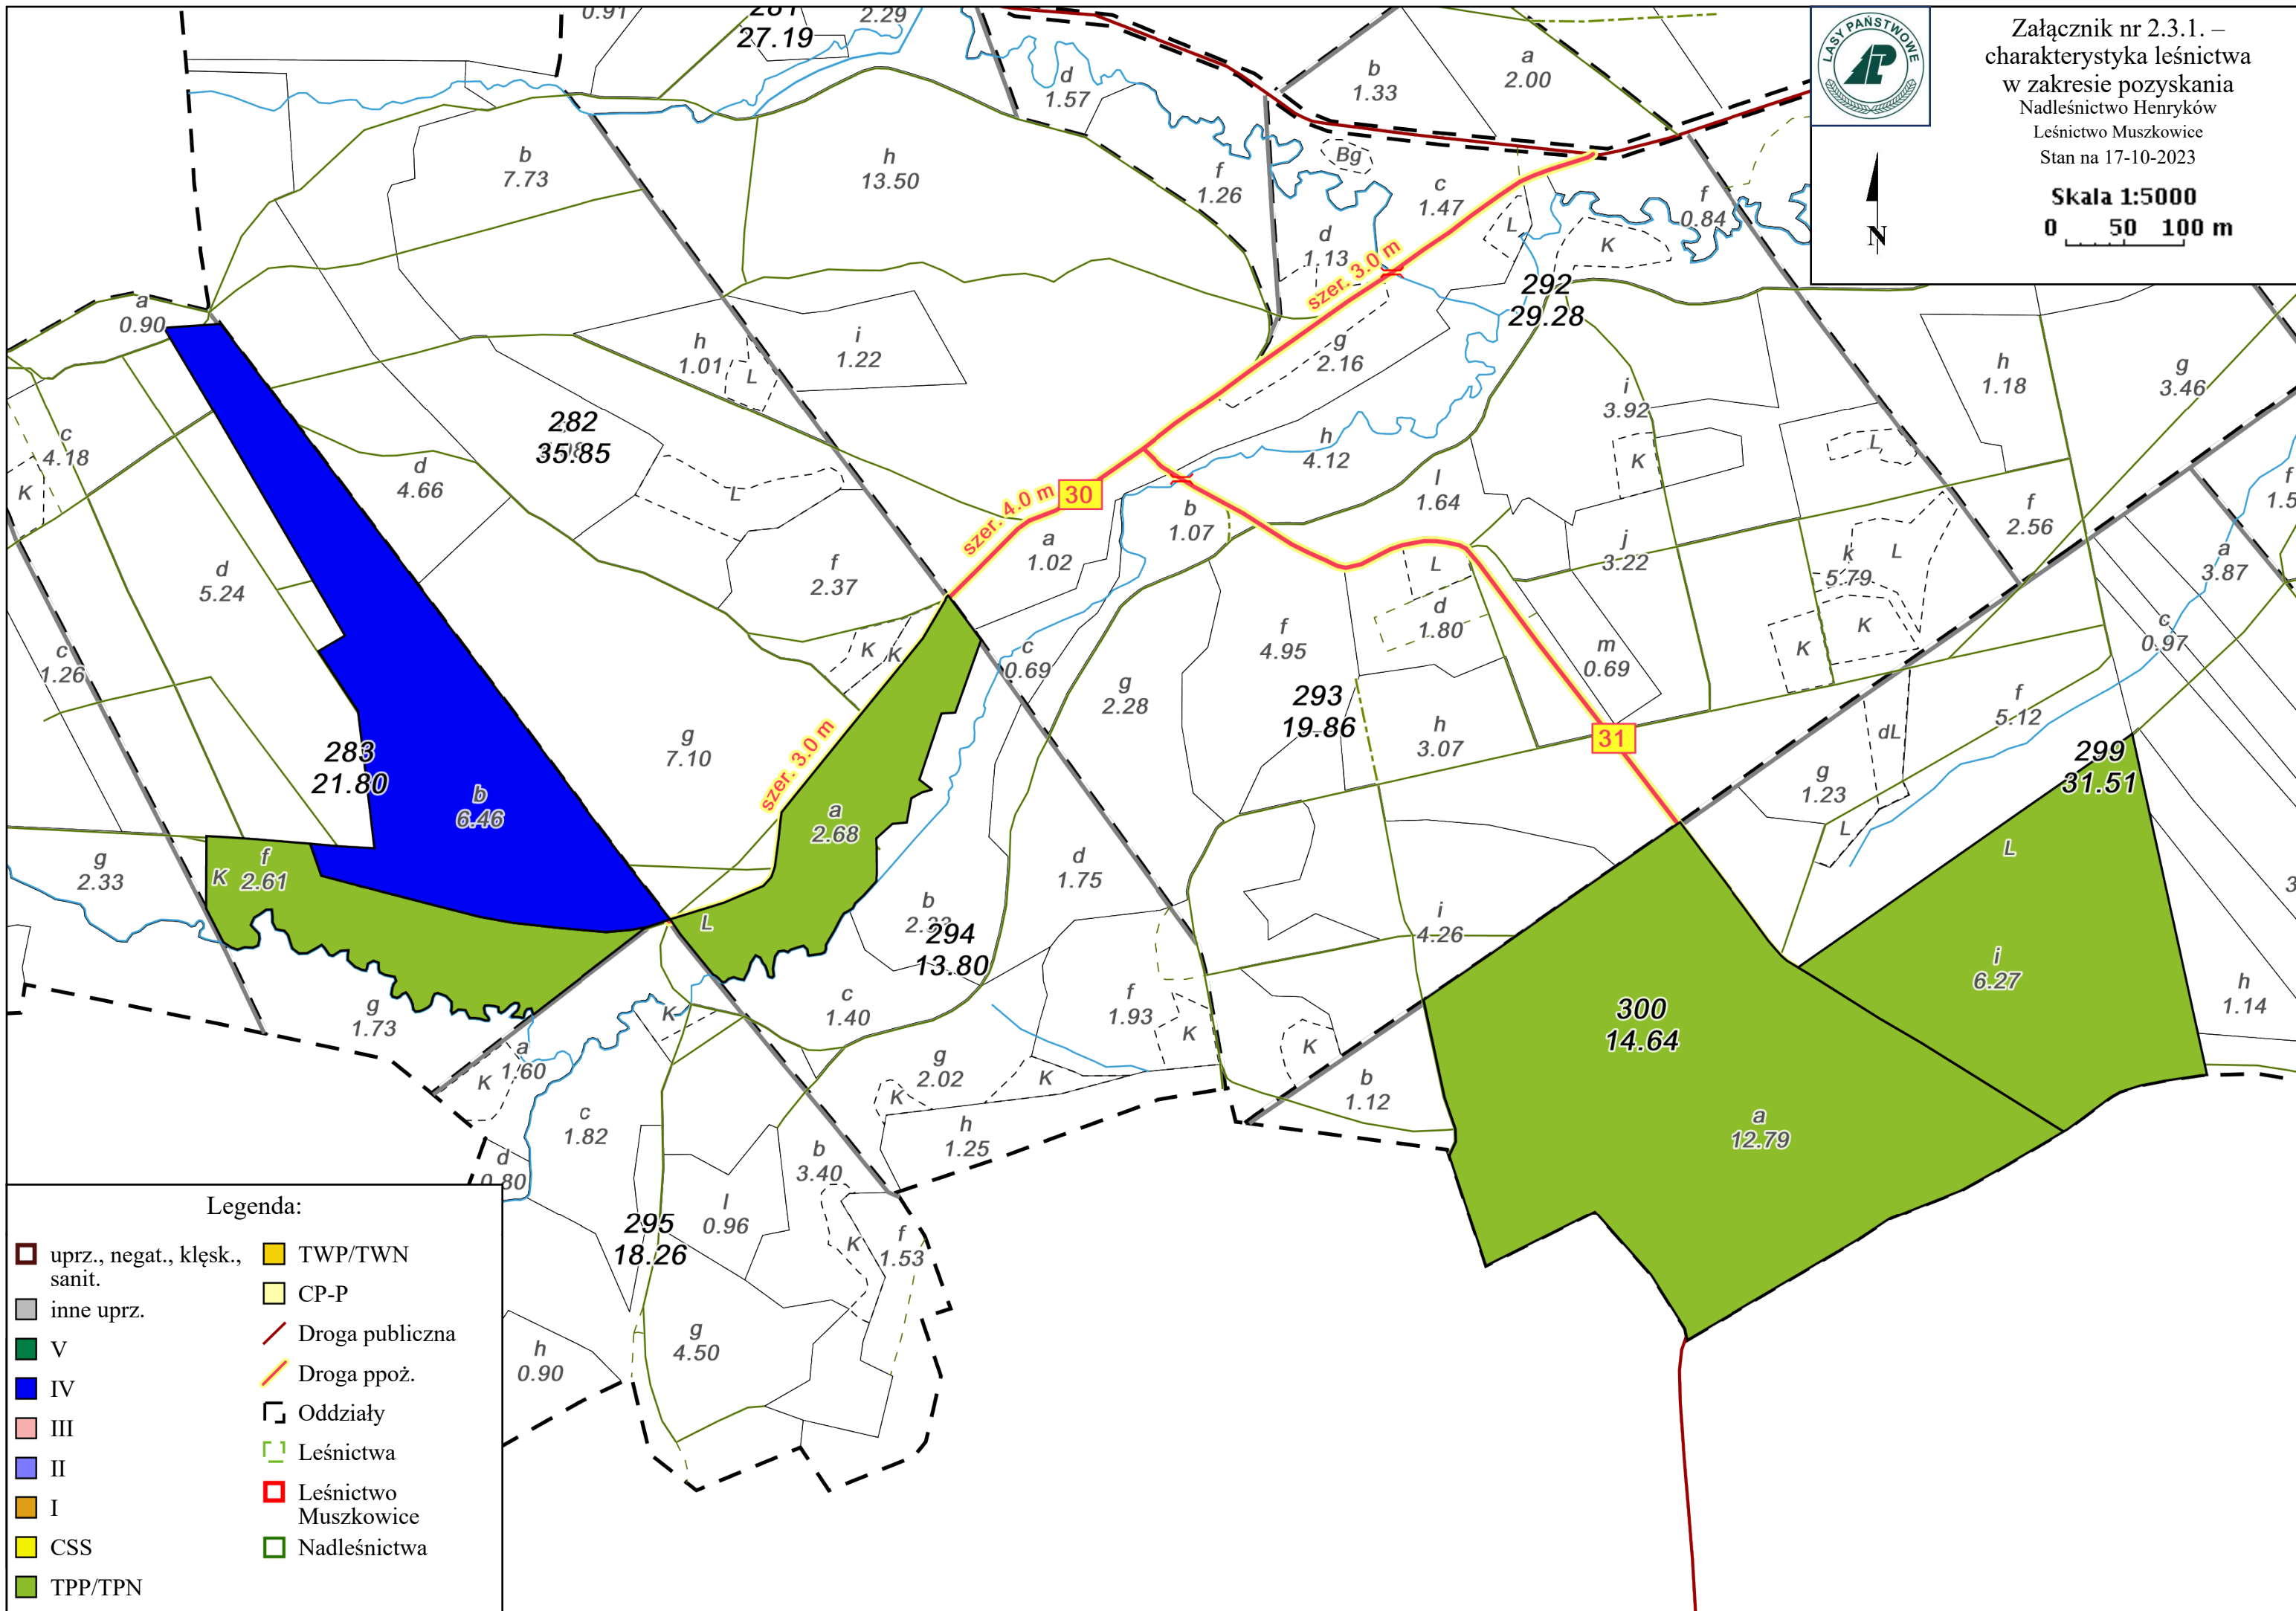 LASY PAŃSTWOWE
Załącznik nr 2.3.1. –
charakterystyka leśnictwa
w zakresie pozyskania
Nadleśnictwo Henryków
Leśnictwo Muszkowice
Stan na 17-10-2023
Skala 1:5000
0 50 100 m
N
0.91
27.19
2.29
d
1.57
b
1.33
a
2.00
b
7.73
h
13.50
f
1.26
Bg
c
1.47
L
K
f
0.84
d
1.13
szer. 3.0 m
292
29.28
a
0.90
h
1.01
L
i
1.22
g
2.16
i
3.92
h
1.18
g
3.46
c
4.18
K
282
35.85
d
4.66
L
h
4.12
K
L
szer. 4.0 m
30
l
1.64
b
1.07
a
1.02
j
3.22
k
5.79
L
f
2.56
a
3.87
f
d
5.24
f
2.37
K
K
c
0.69
f
4.95
L
d
1.80
m
0.69
K
K
c
0.97
c
1.26
g
2.28
293
19.86
h
3.07
31
f
5.12
dL
283
21.80
g
7.10
szer. 3.0 m
299
31.51
g
1.23
L
b
6.46
a
2.68
L
g
2.33
K
f
2.61
d
1.75
b
294
13.80
L
i
4.26
i
6.27
g
1.73
c
1.40
f
1.93
K
300
14.64
h
1.14
K
a
1.60
K
g
2.02
K
K
K
b
1.12
c
1.82
h
1.25
a
12.79
d
0.80
b
3.40
l
0.96
295
18.26
K
f
1.53
h
0.90
g
4.50
Legenda:
uprz., negat., klęsk.,
sanit.
inne uprz.
V
IV
III
II
I
CSS
TPP/TPN
TWP/TWN
CP-P
Droga publiczna
Droga ppoż.
Oddziały
Leśnictwa
Leśnictwo
Muszkowice
Nadleśnictwa